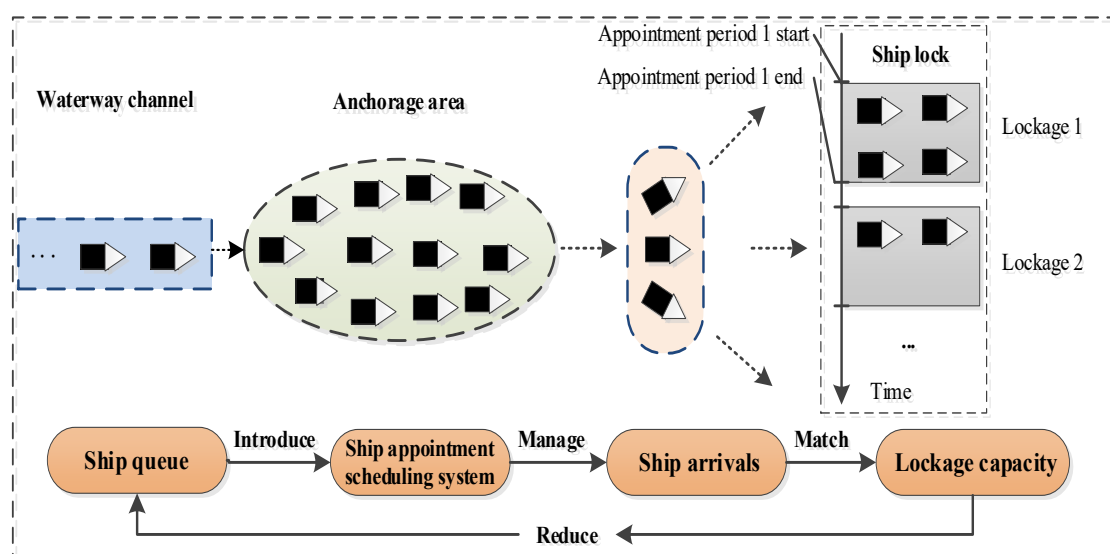 Appointment period 1 start
Ship lock
Appointment period 1 end
Waterway channel
Anchorage area
Lockage 1
...
Lockage 2
...
Time
Introduce
Manage
Match
Ship queue
Ship appointment
scheduling system
Ship arrivals
Lockage capacity
Reduce